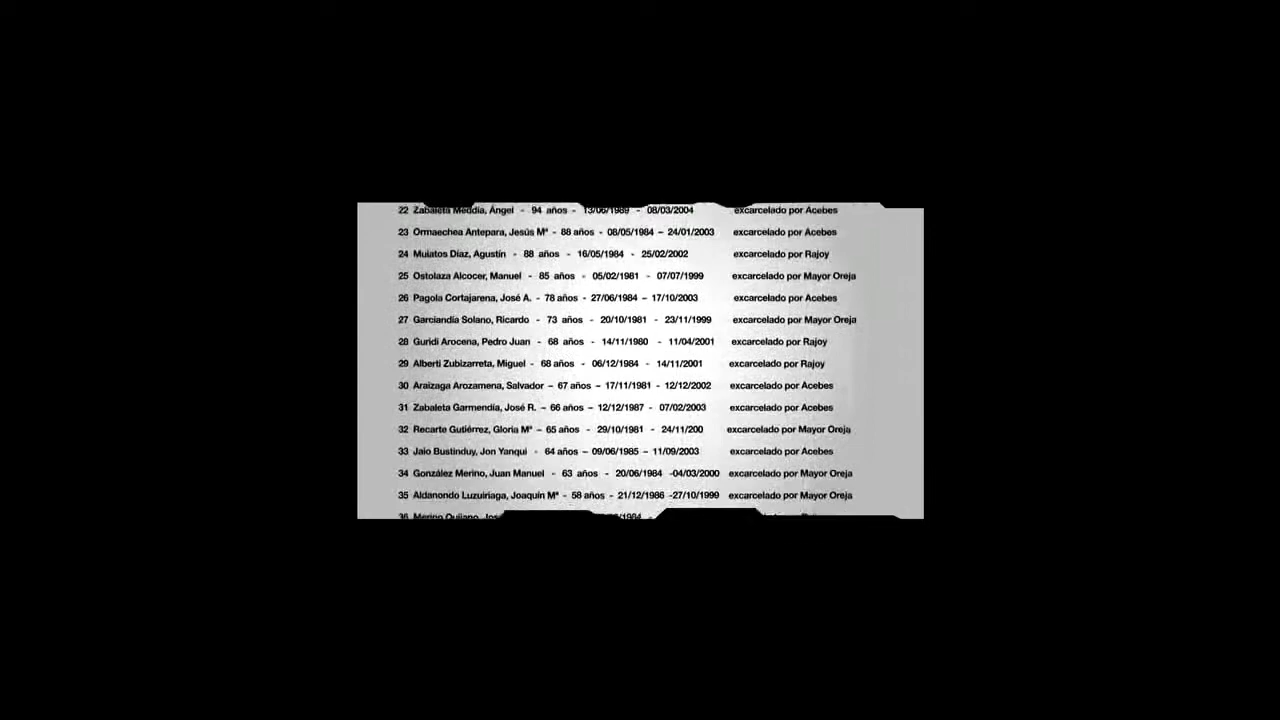 22 Zabaleta Meddía, Ángel - 94 años - 13/06/1989 - 08/03/2004 excarcelado por Acebes
23 Ormaechea Antepara, Jesús Mª - 88 años - 08/05/1984 – 24/01/2003 excarcelado por Acebes
24 Muiatos Díaz, Agustín - 88 años - 16/05/1984 - 25/02/2002 excarcelado por Rajoy
25 Ostolaza Alcocer, Manuel - 85 años - 05/02/1981 - 07/07/1999 excarcelado por Mayor Oreja
26 Pagola Cortajarena, José A. - 78 años - 27/06/1984 – 17/10/2003 excarcelado por Acebes
27 Garciandía Solano, Ricardo - 73 años - 20/10/1981 - 23/11/1999 excarcelado por Mayor Oreja
28 Guridi Arocena, Pedro Juan - 68 años - 14/11/1980 - 11/04/2001 excarcelado por Rajoy
29 Alberti Zubizarreta, Miguel - 68 años - 06/12/1984 - 14/11/2001 excarcelado por Rajoy
30 Araizaga Arozamena, Salvador – 67 años – 17/11/1981 - 12/12/2002 excarcelado por Acebes
31 Zabaleta Garmendía, José R. – 66 años – 12/12/1987 - 07/02/2003 excarcelado por Acebes
32 Recarte Gutiérrez, Gloria Mª – 65 años - 29/10/1981 - 24/11/200 excarcelado por Mayor Oreja
33 Jaio Bustinduy, Jon Yanqui - 64 años – 09/06/1985 – 11/09/2003 excarcelado por Acebes
34 González Merino, Juan Manuel - 63 años - 20/06/1984 -04/03/2000 excarcelado por Mayor Oreja
35 Aldanondo Luzuiriaga, Joaquín Mª - 58 años - 21/12/1986 -27/10/1999 excarcelado por Mayor Oreja
36 Merino Quijano,